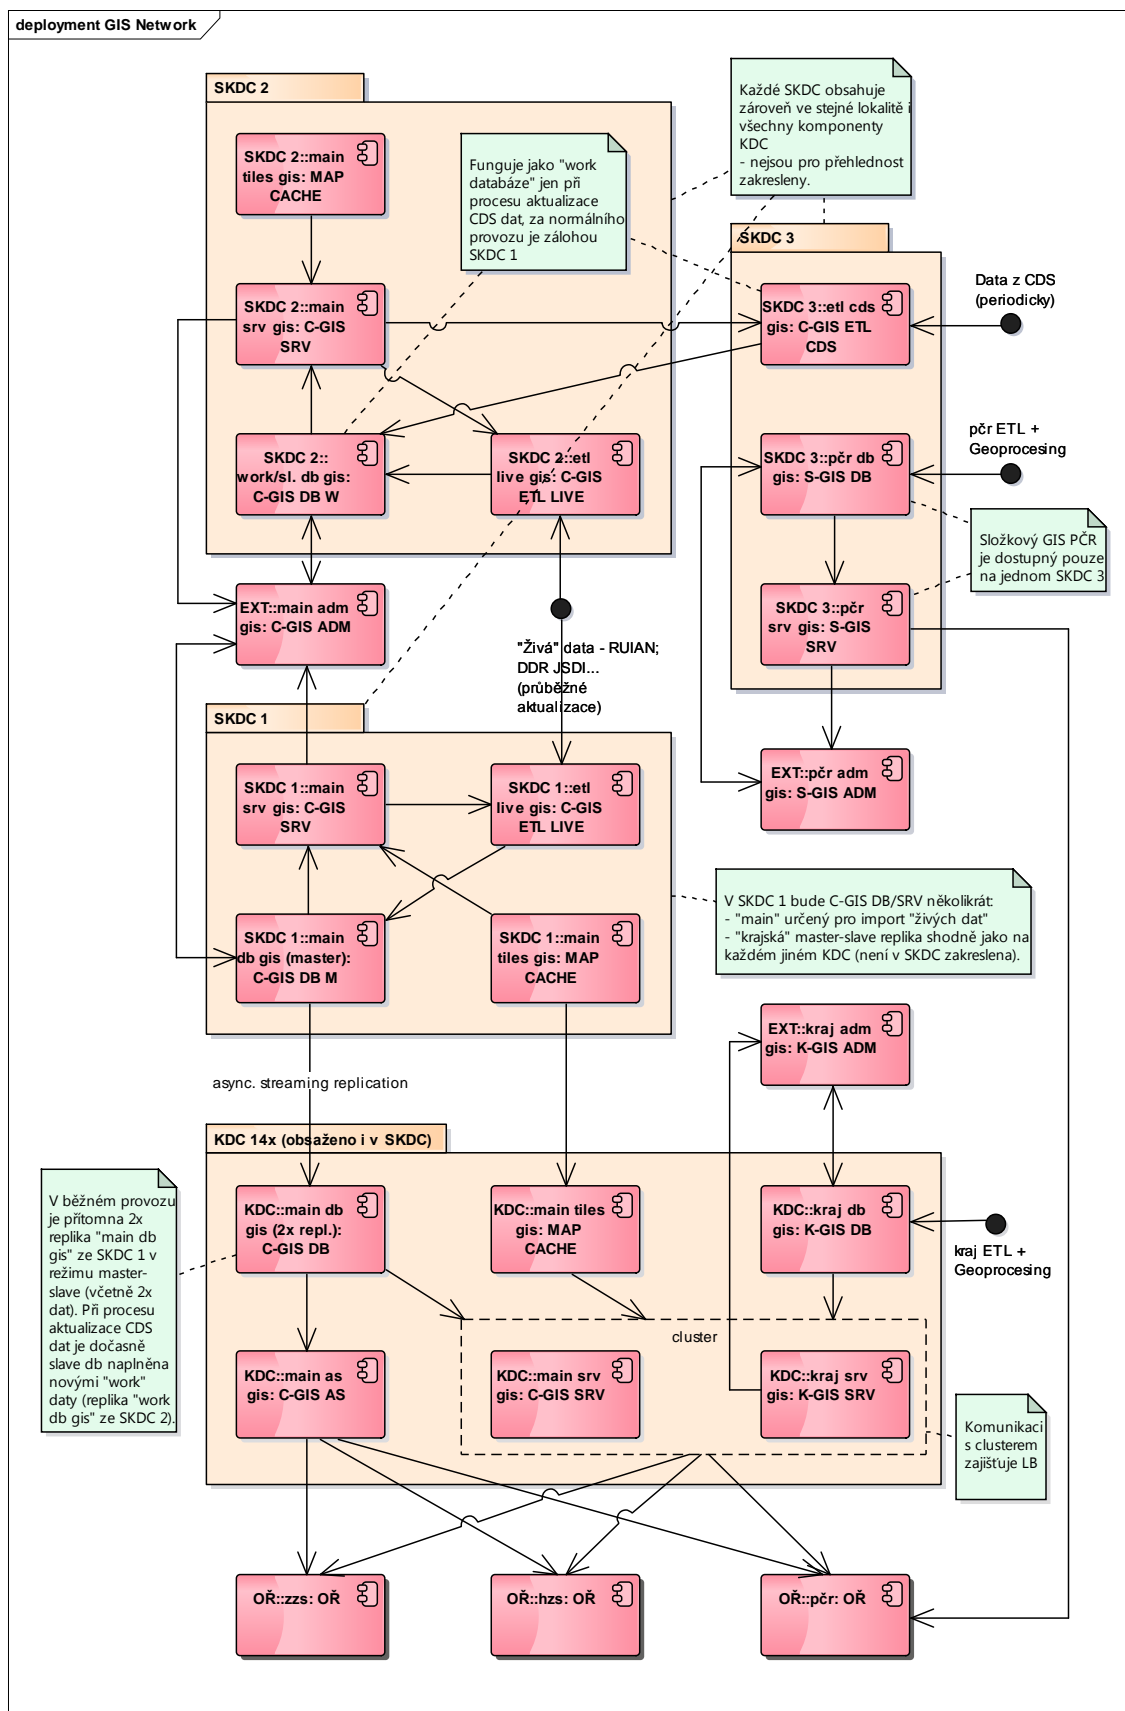 deployment GIS Network
SKDC 2
Každé SKDC obsahuje
zároveň ve stejné lokalitě i
všechny komponenty
KDC
- nejsou pro přehlednost
zakresleny.
SKDC 2::main
tiles gis: MAP
CACHE
Funguje jako "work
databáze" jen při
procesu aktualizace
CDS dat, za normálního
provozu je zálohou
SKDC 1
SKDC 3
SKDC 2::main
srv gis: C-GIS
SRV
SKDC 3::etl cds
gis: C-GIS ETL
CDS
Data z CDS
(periodicky)
SKDC 2::
work/sl. db gis:
C-GIS DB W
SKDC 2::etl
live gis: C-GIS
ETL LIVE
SKDC 3::pčr db
gis: S-GIS DB
pčr ETL +
Geoprocesing
Složkový GIS PČR
je dostupný pouze
na jednom SKDC 3
EXT::main adm
gis: C-GIS ADM
SKDC 3::pčr
srv gis: S-GIS
SRV
"Živá" data - RUIAN;
DDR JSDI...
(průběžné
aktualizace)
SKDC 1
EXT::pčr adm
gis: S-GIS ADM
SKDC 1::main
srv gis: C-GIS
SRV
SKDC 1::etl
live gis: C-GIS
ETL LIVE
V SKDC 1 bude C-GIS DB/SRV několikrát:
- "main" určený pro import "živých dat"
- "krajská" master-slave replika shodně jako na
každém jiném KDC (není v SKDC zakreslena).
SKDC 1::main
db gis (master):
C-GIS DB M
SKDC 1::main
tiles gis: MAP
CACHE
EXT::kraj adm
gis: K-GIS ADM
async. streaming replication
KDC 14x (obsaženo i v SKDC)
V běžném provozu
je přítomna 2x
replika "main db
gis" ze SKDC 1 v
režimu master-
slave (včetně 2x
dat). Při procesu
aktualizace CDS
dat je dočasně
slave db naplněna
novými "work"
daty (replika "work
db gis" ze SKDC 2).
KDC::main db
gis (2x repl.):
C-GIS DB
KDC::main tiles
gis: MAP
CACHE
KDC::kraj db
gis: K-GIS DB
kraj ETL +
Geoprocesing
cluster
KDC::main as
gis: C-GIS AS
KDC::main srv
gis: C-GIS SRV
KDC::kraj srv
gis: K-GIS SRV
Komunikaci
s clusterem
zajišťuje LB
OŘ::zzs: OŘ
OŘ::hzs: OŘ
OŘ::pčr: OŘ